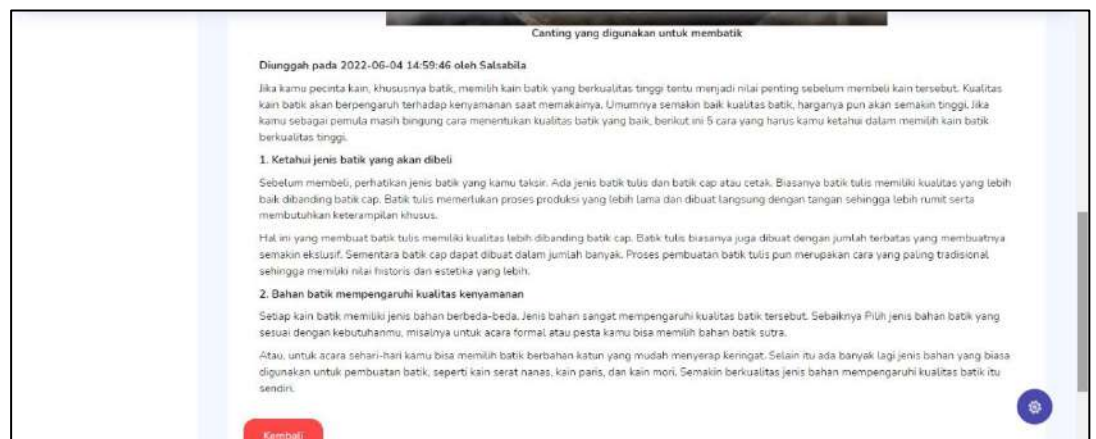 Canting yang digunakan untuk membatik
Diunggah pada 2022-06-04 14:59:46 oleh Salsabila
Jika kamu pecinta kain, khususnya batik, memilih kain batik yang berkualitas tinggi tentu menjadi nilai penting sebelum membeli kain tersebut. Kualitas
kain batik akan berpengaruh terhadap kenyamanan saat memakainya. Umumnya semakin baik kualitas batik, harganya pun akan semakin tinggi. Jika
kamu sebagai pemula masih bingung cara menentukan kualitas batik yang baik, berikut ini 5 cara yang harus kamu ketahui dalam memilih kain batik
berkualitas tinggi.
1. Ketahui jenis batik yang akan dibeli
Sebelum membeli, perhatikan jenis batik yang kamu taksir. Ada jenis batik tulis dan batik cap atau cetak. Biasanya batik tulis memiliki kualitas yang lebih
baik dibanding batik cap. Batik tulis memerlukan proses produksi yang lebih lama dan dibuat langsung dengan tangan sehingga lebih rumit serta
membutuhkan keterampilan khusus.
Hal ini yang membuat batik tulis memiliki kualitas lebih dibanding batik cap. Batik tulis biasanya juga dibuat dengan jumlah terbatas yang membuatnya
semakin ekslusif. Sementara batik cap dapat dibuat dalam jumlah banyak. Proses pembuatan batik tulis pun merupakan cara yang paling tradisional
sehingga memiliki nilai historis dan estetika yang lebih.
2. Bahan batik mempengaruhi kualitas kenyamanan
Setiap kain batik memiliki jenis bahan berbeda-beda. Jenis bahan sangat mempengaruhi kualitas batik tersebut. Sebaiknya Pilih jenis bahan batik yang
sesuai dengan kebutuhanmu, misalnya untuk acara formal atau pesta kamu bisa memilih bahan batik sutra.
Atau, untuk acara sehari-hari kamu bisa memilih batik berbahan katun yang mudah menyerap keringat. Selain itu ada banyak lagi jenis bahan yang biasa
digunakan untuk pembuatan batik, seperti kain serat nanas, kain paris, dan kain mori. Semakin berkualitas jenis bahan mempengaruhi kualitas batik itu
sendiri.
Kembali